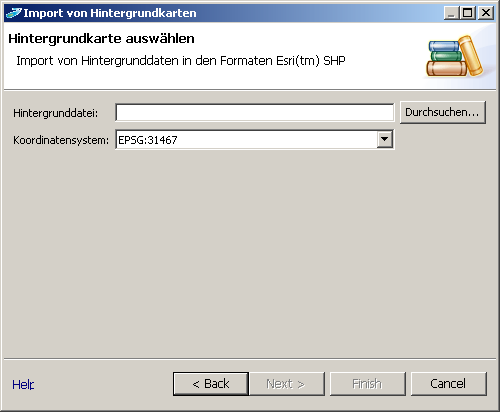 Import von Hintergrundkarten
Hintergrundkarte auswählen
Import von Hintergrunddaten in den Formaten Esri(tm) SHP
Hintergrunddatei:
Durchsuchen...
Koordinatensystem: EPSG:31467
Help
< Back Next > Finish Cancel